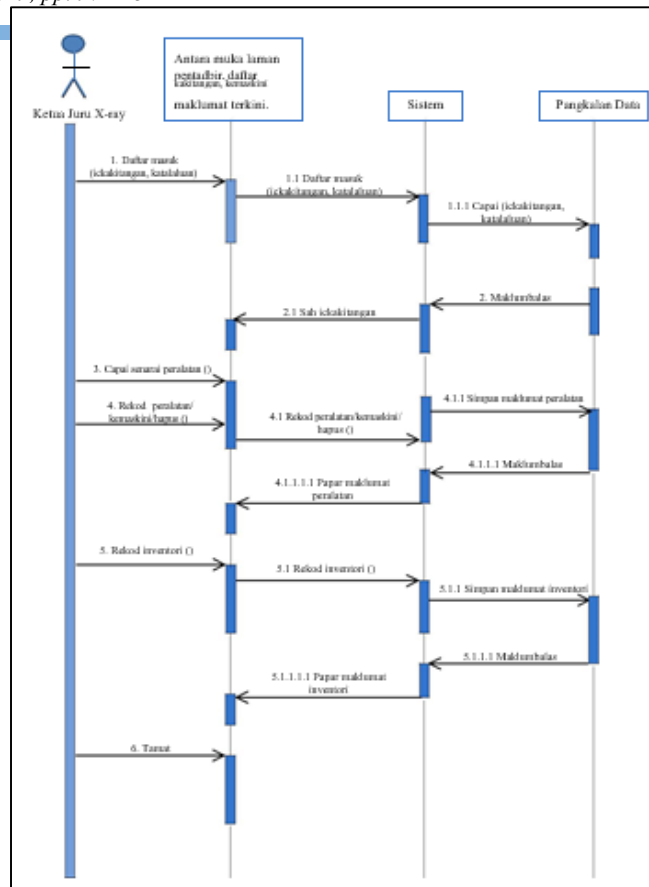 Antara muka laman
pentadbir, daftar
kakitangan, kemaskini
maklumat terkini.
Ketua Juru X-ray
Sistem
Pangkalan Data
1. Daftar masuk
(ickakitangan, katalaluan)
1.1 Daftar masuk
(ickakitangan, katalaluan)
1.1.1 Capai (ickakitangan,
katalaluan)
2. Maklumbalas
2.1 Sah ickakitangan
3. Capai senarai peralatan ()
4. Rekod peralatan/
kemaskini/hapus ()
4.1 Rekod peralatan/kemaskini/
hapus ()
4.1.1 Simpan maklumat peralatan
4.1.1.1 Maklumbalas
4.1.1.1.1 Papar maklumat
peralatan
5. Rekod inventori ()
5.1 Rekod inventori ()
5.1.1 Simpan maklumat inventori
5.1.1.1 Maklumbalas
5.1.1.1.1 Papar maklumat
inventori
6. Tamat